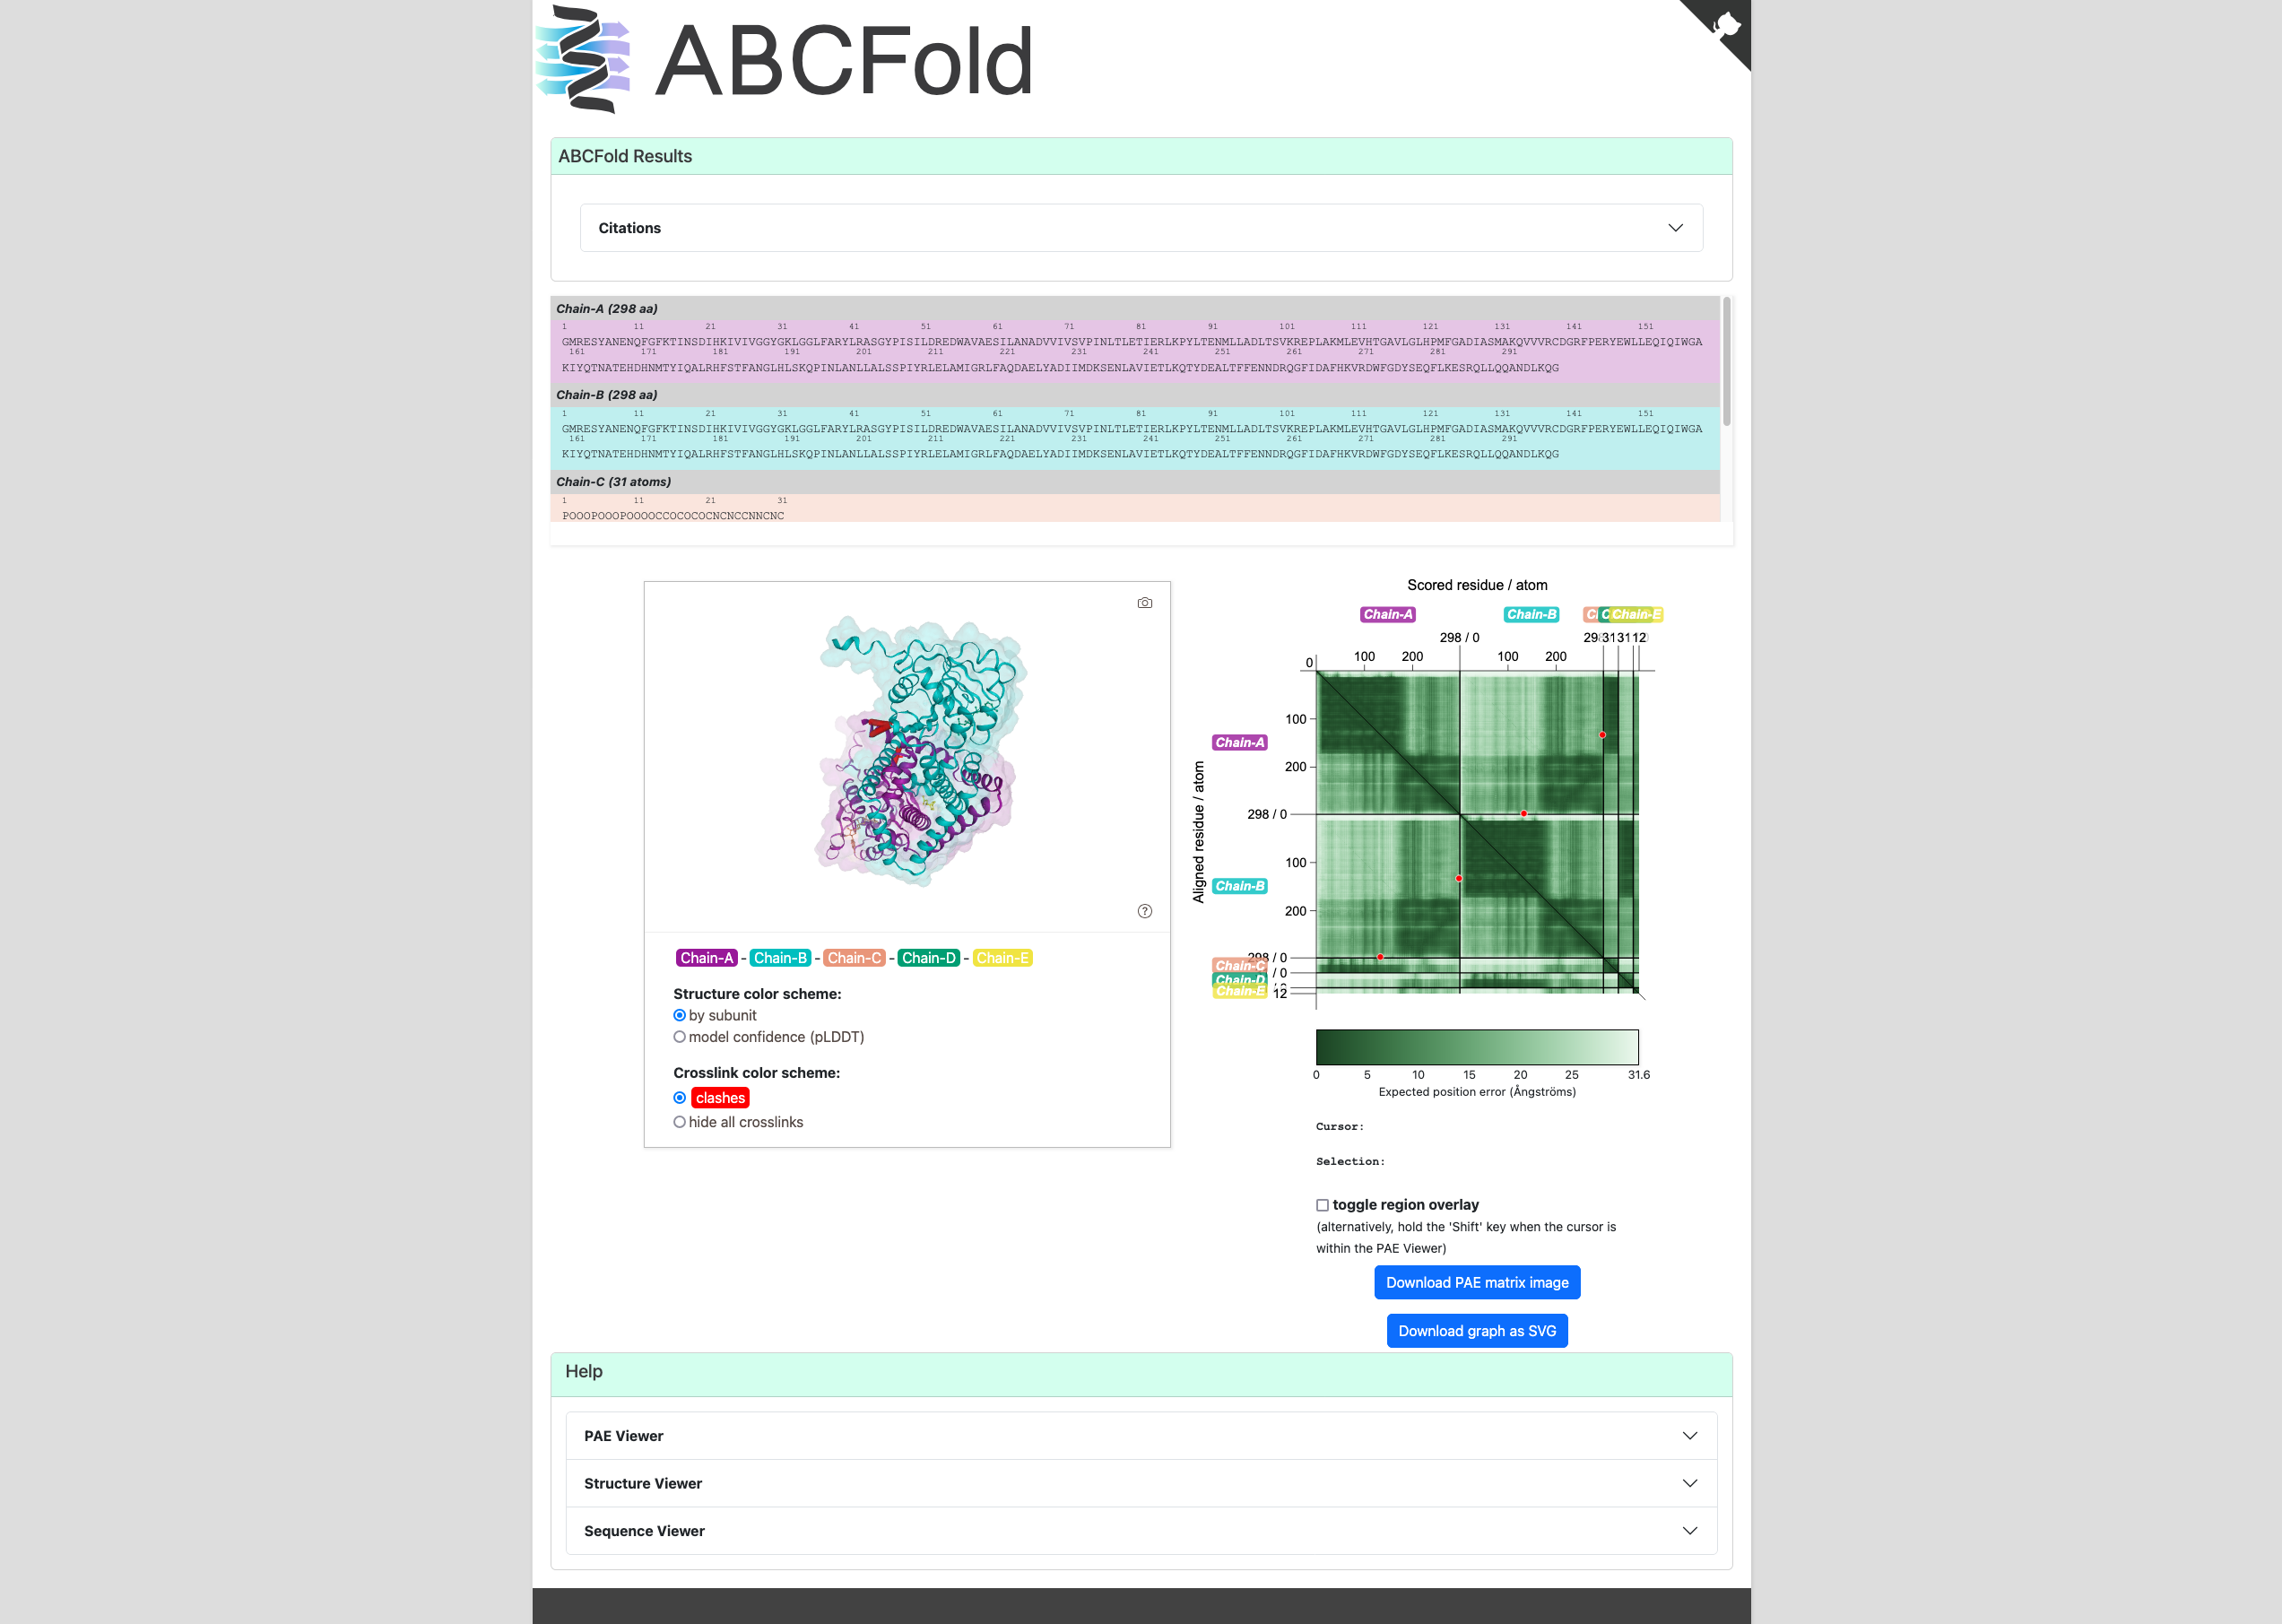 ABCFold
ABCFold Results
Citations
Chain-A (298 aa)
1 11 21 31 41 51 61 71 81 91 101 111 121 131 141 151
GMRESYANENQFGFKTINSDIHKIVIVGGYGKLGGLFARYLRASGYPISILDREDWAVAESILANADVVIVSVPINLTLETIERLKPYLTENMLLADLTSVKREPLAKMLEVHTGAVLGLHPMFGADIASMAKQVVVRCDGRFPERYEWLLEQIQIWGA
161 171 181 191 201 211 221 231 241 251 261 271 281 291
KIYQTNATEHDHNMTYIQALRHFSTFANGLHLSKQPINLANLLALSSPIYRLELAMIGRLFAQDAELYADIIMDKSENLAVIETLKQTYDEALTFFENNDRQGFIDAFHKVRDWFGDYSEQFLKESRQLLQQANDLKQG
Chain-B (298 aa)
1 11 21 31 41 51 61 71 81 91 101 111 121 131 141 151
GMRESYANENQFGFKTINSDIHKIVIVGGYGKLGGLFARYLRASGYPISILDREDWAVAESILANADVVIVSVPINLTLETIERLKPYLTENMLLADLTSVKREPLAKMLEVHTGAVLGLHPMFGADIASMAKQVVVRCDGRFPERYEWLLEQIQIWGA
161 171 181 191 201 211 221 231 241 251 261 271 281 291
KIYQTNATEHDHNMTYIQALRHFSTFANGLHLSKQPINLANLLALSSPIYRLELAMIGRLFAQDAELYADIIMDKSENLAVIETLKQTYDEALTFFENNDRQGFIDAFHKVRDWFGDYSEQFLKESRQLLQQANDLKQG
Chain-C (31 atoms)
1 11 21 31
POOOPOOOPOOOOCCOCOCOCNCNCCNNCNC
?
Chain-A - Chain-B - Chain-C - Chain-D - Chain-E
Structure color scheme:
by subunit
model confidence (pLDDT)
Crosslink color scheme:
clashes
hide all crosslinks
Scored residue / atom
Chain-A Chain-B Chain-E
298 / 0 31 31 12
0 100 200 100 200
Aligned residue / atom
100
Chain-A
200
298 / 0
100
Chain-B
200
298 / 0
Chain-C
/ 0
Chain-D
Chain-E
12
0 5 10 15 20 25 31.6
Expected position error (Ångströms)
Cursor:
Selection:
toggle region overlay
(alternatively, hold the 'Shift' key when the cursor is
within the PAE Viewer)
Download PAE matrix image
Download graph as SVG
Help
PAE Viewer
Structure Viewer
Sequence Viewer